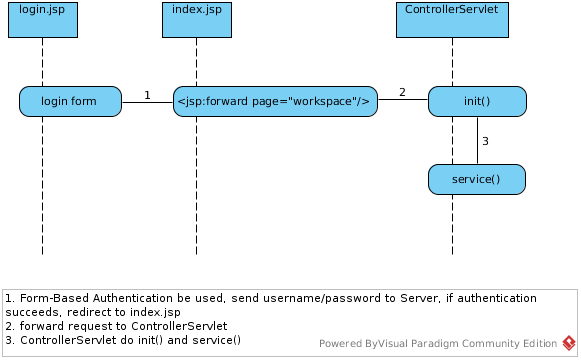 login.jsp
index.jsp
ControllerServlet
login form
1
<jsp:forward page="workspace"/>
2
init()
3
service()
1. Form-Based Authentication be used, send username/password to Server, if authentication
succeeds, redirect to index.jsp
2. forward request to ControllerServlet
3. ControllerServlet do init() and service()
Powered ByVisual Paradigm Community Edition